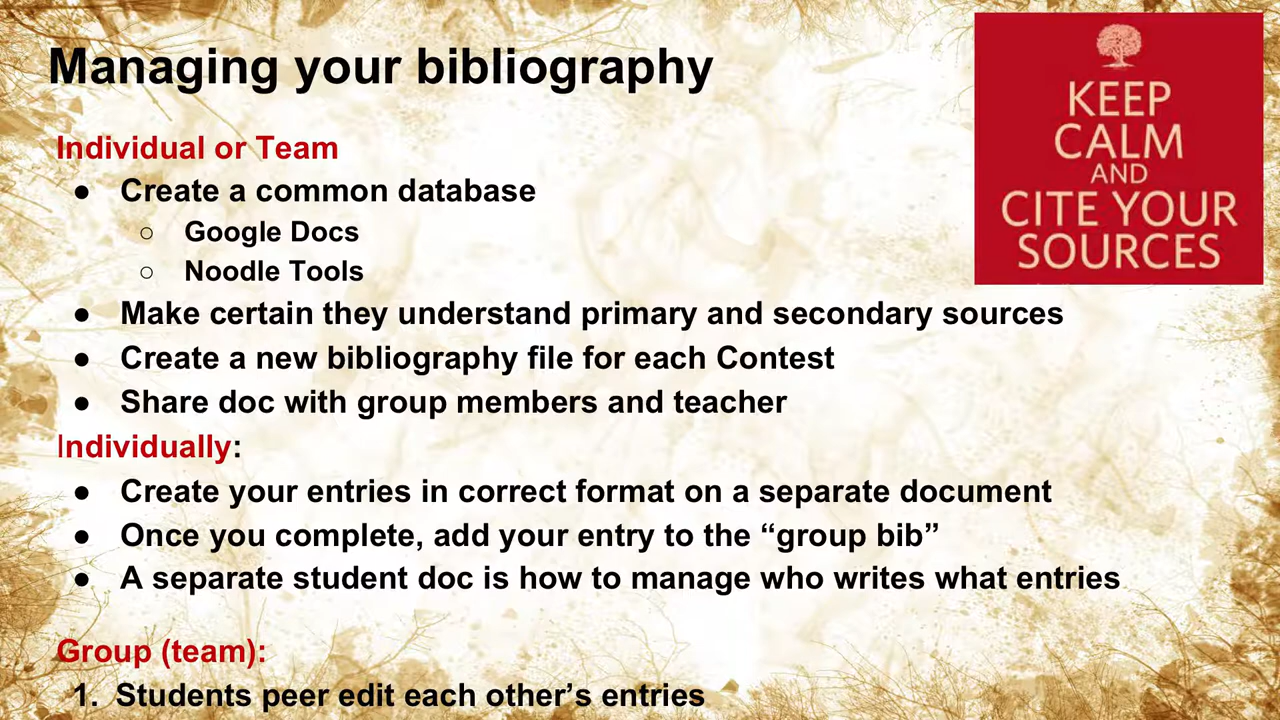 Managing your bibliography
KEEP
CALM
AND
CITE YOUR
SOURCES
Individual or Team
● Create a common database
○ Google Docs
○ Noodle Tools
● Make certain they understand primary and secondary sources
● Create a new bibliography file for each Contest
● Share doc with group members and teacher
Individually:
● Create your entries in correct format on a separate document
● Once you complete, add your entry to the “group bib”
● A separate student doc is how to manage who writes what entries
Group (team):
1. Students peer edit each other’s entries